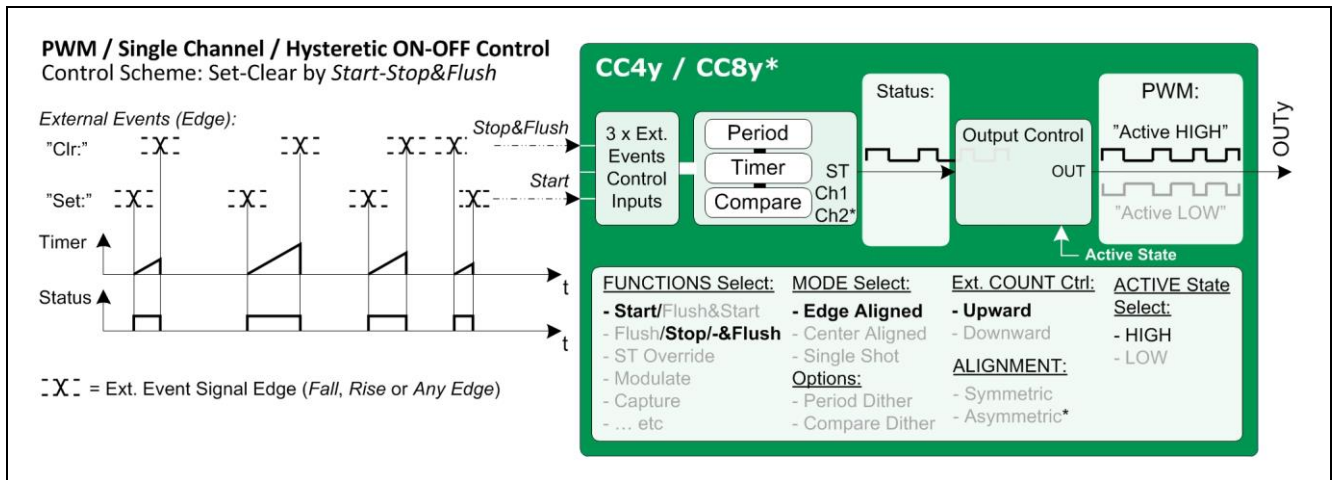 PWM / Single Channel / Hysteretic ON-OFF Control
Control Scheme: Set-Clear by Start-Stop&Flush
External Events (Edge):
"Clr:"
"Set:"
Timer
t
Status
t
= Ext. Event Signal Edge (Fall, Rise or Any Edge)
Stop&Flush
Start
CC4y / CC8y*
3 x Ext.
Events
Control
Inputs
Period
Timer
Compare
ST
Ch1
Ch2*
Status:
Output Control
OUT
Active State
PWM:
"Active HIGH"
"Active LOW"
OUTy
FUNCTIONS Select:
- Start/Flush&Start
- Flush/Stop/-&Flush
- ST Override
- Modulate
- Capture
- ... etc
MODE Select:
- Edge Aligned
- Center Aligned
- Single Shot
Options:
- Period Dither
- Compare Dither
Ext. COUNT Ctrl:
- Upward
- Downward
ALIGNMENT:
- Symmetric
- Asymmetric*
ACTIVE State
Select:
- HIGH
- LOW